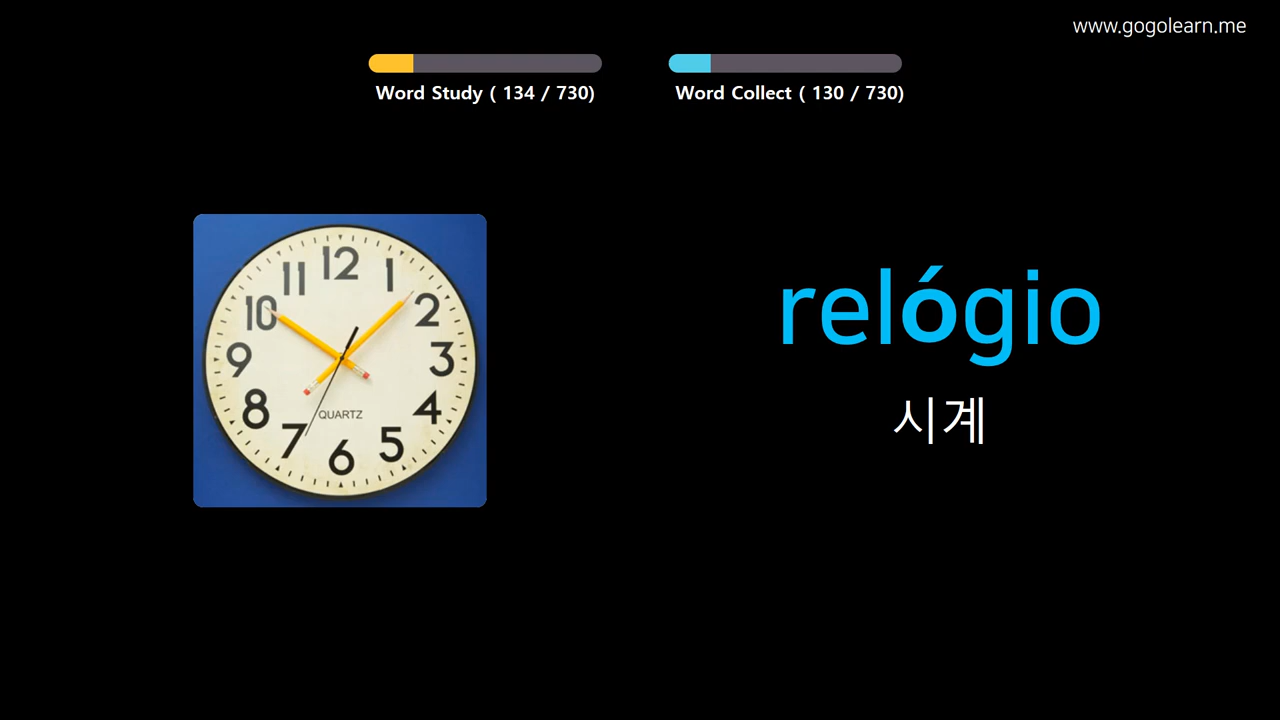 www.gogolearn.me
Word Study ( 134 / 730)
Word Collect ( 130 / 730)
12
11
1
10
2
9
3
8
4
7
5
6
QUARTZ
relógio
시계